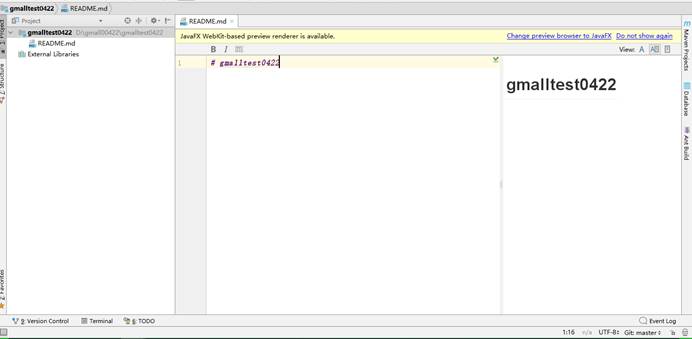 gmalltest0422 README.md
Project
README.md
gmalltest0422 D:\gmall00422\gmalltest0422
README.md
External Libraries
JavaFX WebKit-based preview renderer is available.
Change preview browser to JavaFX Do not show again
B I
View: A
1 # gmalltest0422
gmalltest0422
1: Project
7: Structure
2: Favorites
Maven Projects
Database
Ant Build
9: Version Control Terminal 6: TODO
Event Log
1:16 n/a UTF-8 Git: master